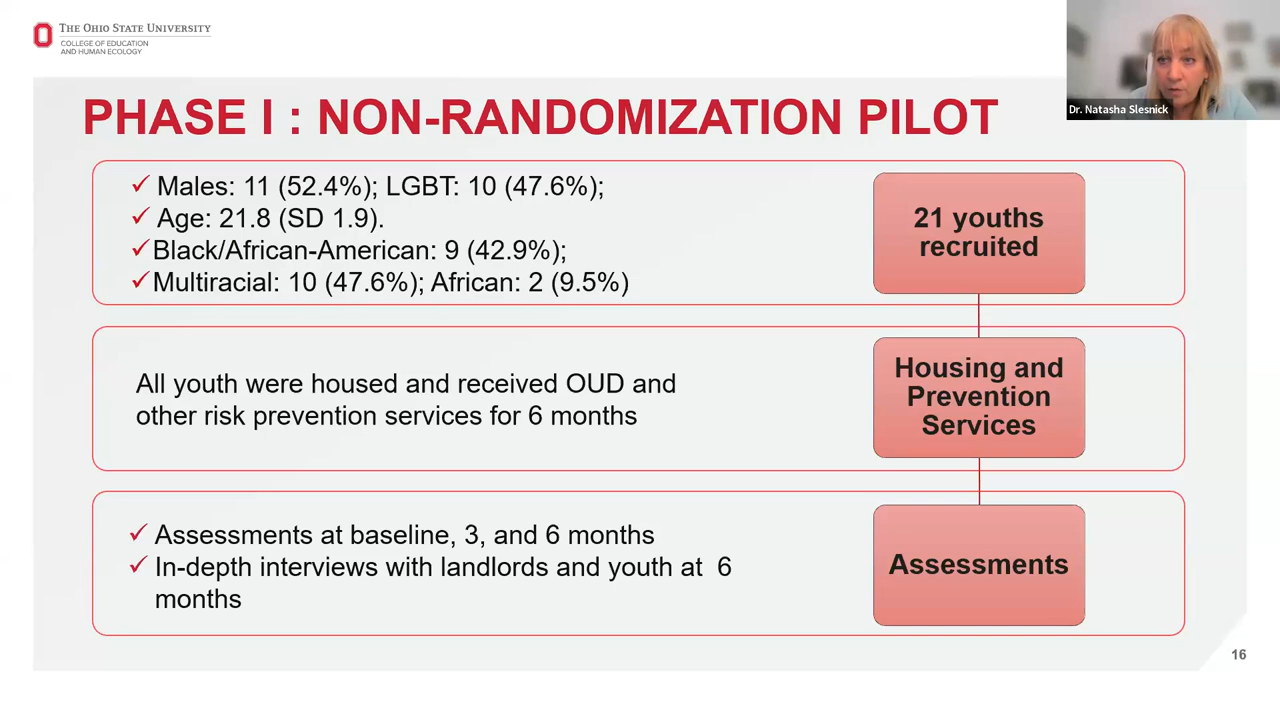 THE OHIO STATE UNIVERSITY
COLLEGE OF EDUCATION
AND HUMAN ECOLOGY
Dr. Natasha Slesnick
PHASE I : NON-RANDOMIZATION PILOT
Males: 11 (52.4%); LGBT: 10 (47.6%);
Age: 21.8 (SD 1.9).
Black/African-American: 9 (42.9%);
Multiracial: 10 (47.6%); African: 2 (9.5%)
21 youths
recruited
All youth were housed and received OUD and
other risk prevention services for 6 months
Housing and
Prevention
Services
Assessments at baseline, 3, and 6 months
In-depth interviews with landlords and youth at  6
months
Assessments
16